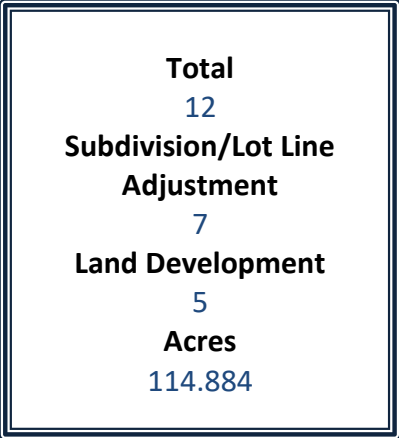 Total
12
Subdivision/Lot Line
Adjustment
7
Land Development
5
Acres
114.884